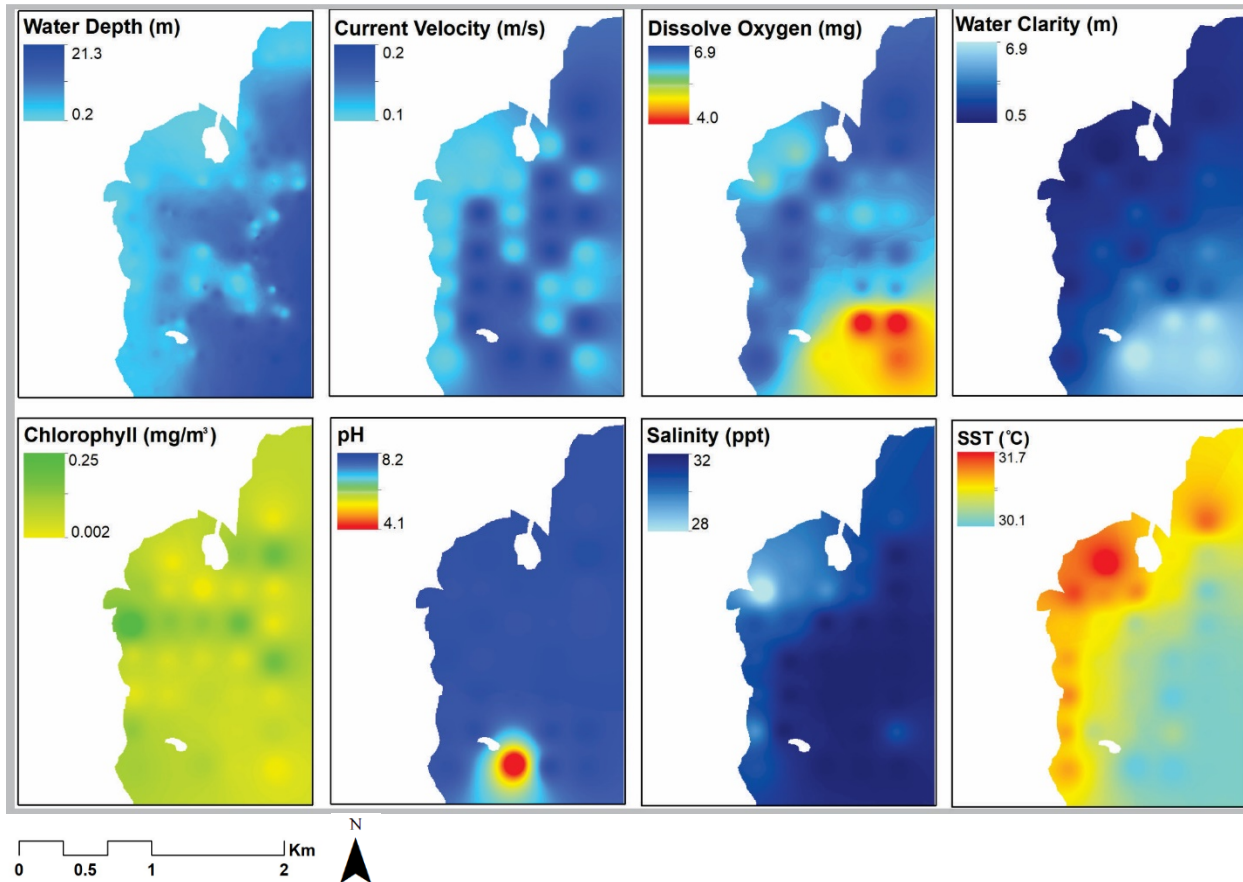 Water Depth (m)
21.3
0.2
Current Velocity (m/s)
0.2
0.1
Dissolve Oxygen (mg)
6.9
4.0
Water Clarity (m)
6.9
0.5
Chlorophyll (mg/m³)
0.25
0.002
pH
8.2
4.1
Salinity (ppt)
32
28
SST (°C)
31.7
30.1
0 0.5 1 2 Km
N